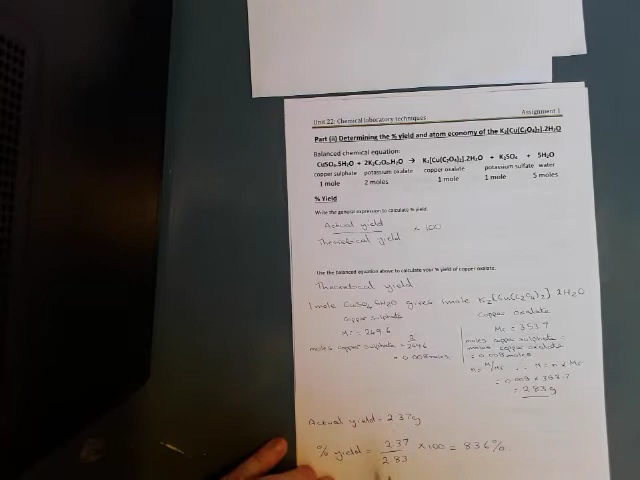 Unit 22: Chemical laboratory techniques Assignment 1
Part (ii) Determining the % yield and atom economy of the K₂[Cu(C₂O₄)₂].2H₂O
Balanced chemical equation:
CuSO₄.5H₂O + 2K₂C₂O₄.H₂O → K₂[Cu(C₂O₄)₂].2H₂O + K₂SO₄ + 5H₂O
copper sulphate potassium oxalate copper oxalate potassium sulfate water
1 mole 2 moles 1 mole 1 mole 5 moles
% Yield
Write the general expression to calculate % yield.
Actual yield
Theoretical yield × 100
Use the balanced equation above to calculate your % yield of copper oxalate.
Theoretical yield
1 mole CuSO₄ 5H₂O gives 1 mole K₂[Cu(C₂O₄)₂] 2H₂O
Copper sulphate Copper oxalate
Mr = 249.6 Mr = 353.7
moles copper sulphate = 2
249.6
= 0.008 moles
moles copper sulphate =
moles copper oxalate
= 0.008 moles
n = m/Mr ∴ m = n × Mr
= 0.008 × 353.7
= 2.83 g
Actual yield = 2.37g
% yield = 2.37
2.83 × 100 = 83.6%